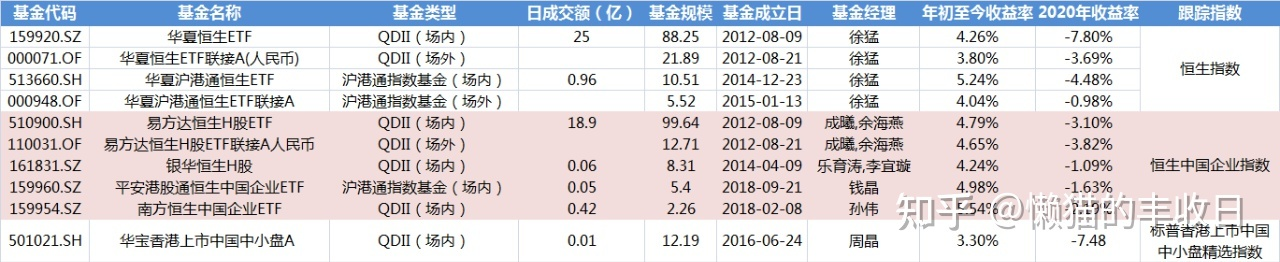 基金代码 基金名称 基金类型 日成交额（亿） 基金规模 基金成立日 基金经理 年初至今收益率 2020年收益率 跟踪指数
159920.SZ 华夏恒生ETF QDII（场内） 25 88.25 2012-08-09 徐猛 4.26% -7.80%
000071.OF 华夏恒生ETF联接A(人民币) QDII（场外） 21.89 2012-08-21 徐猛 3.80% -3.69%
恒生指数
513660.SH 华夏沪港通恒生ETF 沪港通指数基金（场内） 0.96 10.51 2014-12-23 徐猛 5.24% -4.48%
000948.OF 华夏沪港通恒生ETF联接A 沪港通指数基金（场外） 5.52 2015-01-13 徐猛 4.04% -0.98%
510900.SH 易方达恒生H股ETF QDII（场内） 18.9 99.64 2012-08-09 成曦,余海燕 4.79% -3.10%
110031.OF 易方达恒生H股ETF联接A人民币 QDII（场外） 12.71 2012-08-21 成曦,余海燕 4.65% -3.82%
161831.SZ 银华恒生H股 QDII（场内） 0.06 8.31 2014-04-09 乐育涛,李宜璇 4.24% -1.09% 恒生中国企业指数
159960.SZ 平安港股通恒生中国企业ETF 沪港通指数基金（场内） 0.05 5.4 2018-09-21 钱晶 4.98% -1.63%
159954.SZ 南方恒生中国企业ETF QDII（场内） 0.42 2.26 2018-02-08 孙伟
知乎 @懒猫的丰收日
501021.SH 华宝香港上市中国中小盘A QDII（场内） 0.01 12.19 2016-06-24 周晶 3.30% -7.48 标普香港上市中国
中小盘精选指数